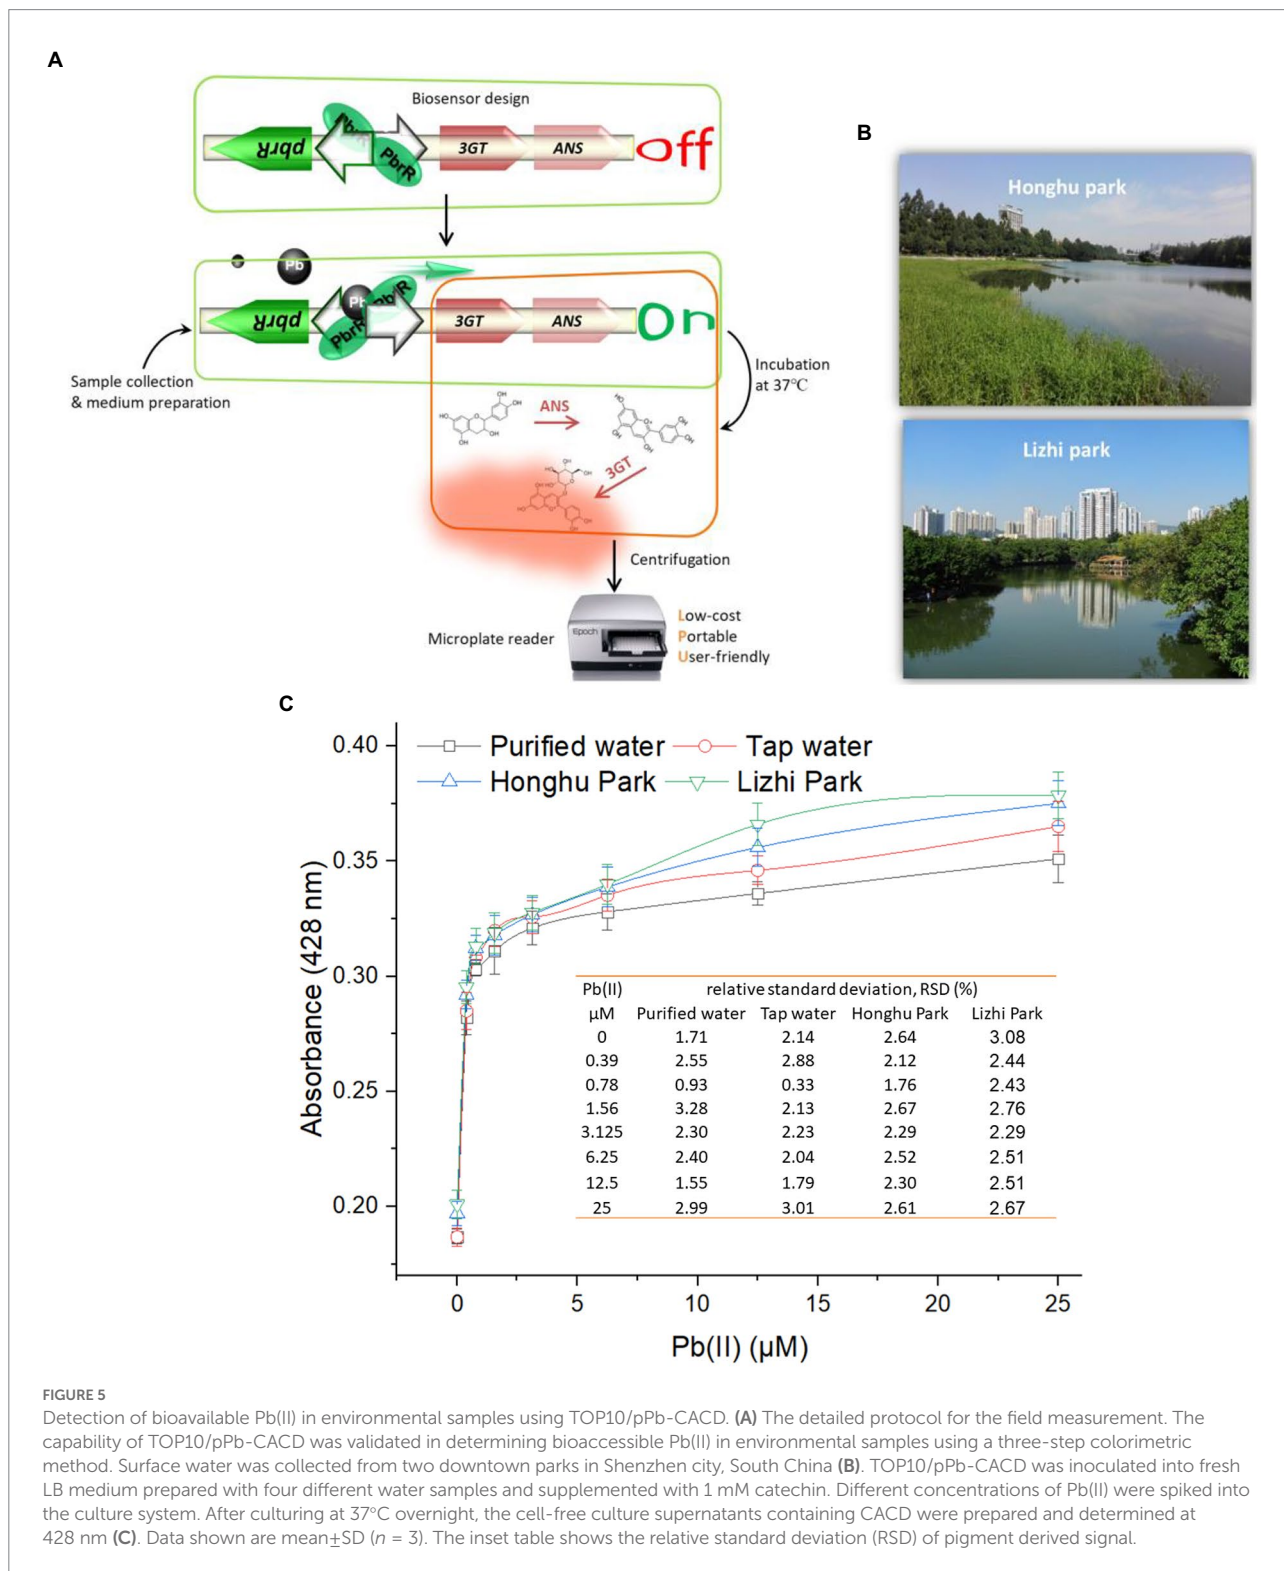 A
Biosensor design
pbrR
PbrR
PbrR
3GT
ANS
Off
Pb
pbrR
Pb
PbrR
PbrR
3GT
ANS
On
Sample collection
& medium preparation
Incubation
at 37℃
ANS
3GT
Centrifugation
Microplate reader
Epoch
Low-cost
Portable
User-friendly
B
Honghu park
Lizhi park
C
Purified water
Tap water
Honghu Park
Lizhi Park
Absorbance (428 nm)
0.40
0.35
0.30
0.25
0.20
0 5 10 15 20 25
Pb(II) (μM)
Pb(II) relative standard deviation, RSD (%)
μM Purified water Tap water Honghu Park Lizhi Park
0 1.71 2.14 2.64 3.08
0.39 2.55 2.88 2.12 2.44
0.78 0.93 0.33 1.76 2.43
1.56 3.28 2.13 2.67 2.76
3.125 2.30 2.23 2.29 2.29
6.25 2.40 2.04 2.52 2.51
12.5 1.55 1.79 2.30 2.51
25 2.99 3.01 2.61 2.67
FIGURE 5
Detection of bioavailable Pb(II) in environmental samples using TOP10/pPb-CACD. (A) The detailed protocol for the field measurement. The
capability of TOP10/pPb-CACD was validated in determining bioaccessible Pb(II) in environmental samples using a three-step colorimetric
method. Surface water was collected from two downtown parks in Shenzhen city, South China (B). TOP10/pPb-CACD was inoculated into fresh
LB medium prepared with four different water samples and supplemented with 1 mM catechin. Different concentrations of Pb(II) were spiked into
the culture system. After culturing at 37°C overnight, the cell-free culture supernatants containing CACD were prepared and determined at
428 nm (C). Data shown are mean±SD (n = 3). The inset table shows the relative standard deviation (RSD) of pigment derived signal.